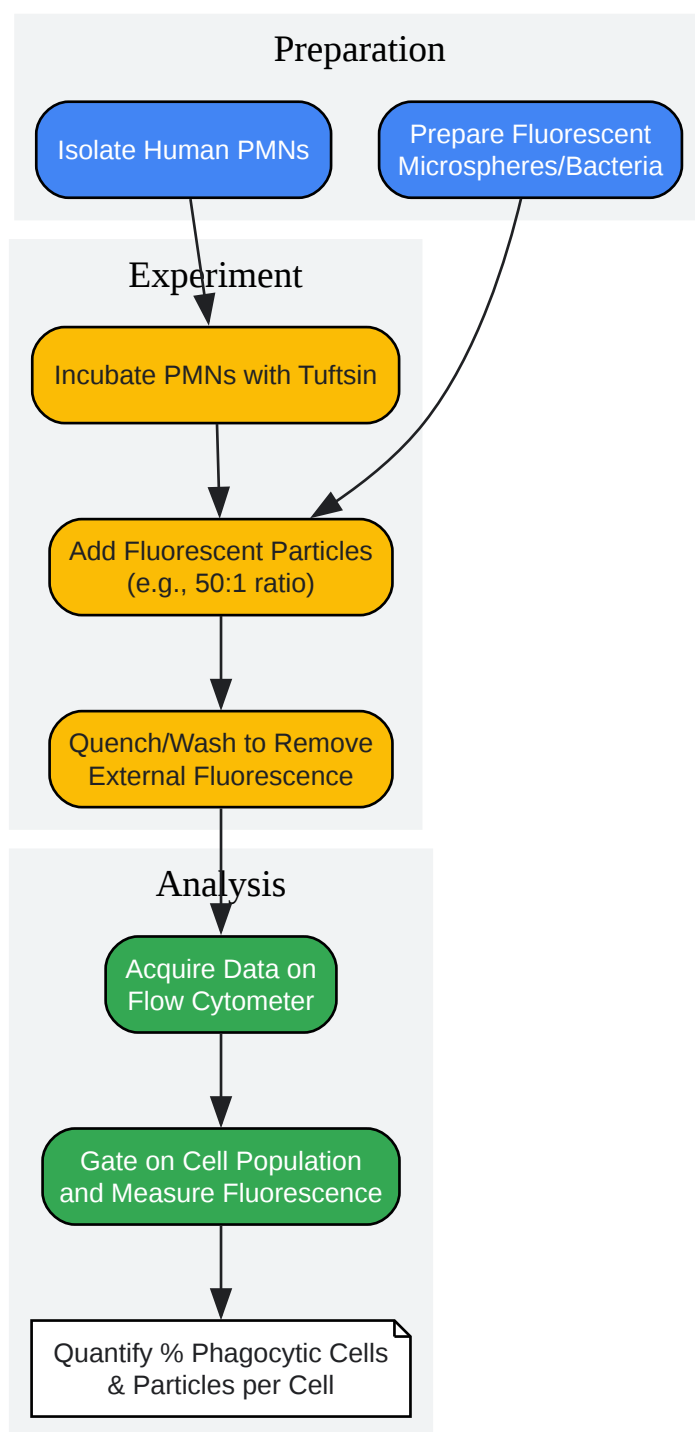 Preparation
Isolate Human PMNs
Prepare Fluorescent
Microspheres/Bacteria
Experiment
Incubate PMNs with Tuftsin
Add Fluorescent Particles
(e.g., 50:1 ratio)
Quench/Wash to Remove
External Fluorescence
Analysis
Acquire Data on
Flow Cytometer
Gate on Cell Population
and Measure Fluorescence
Quantify % Phagocytic Cells
& Particles per Cell